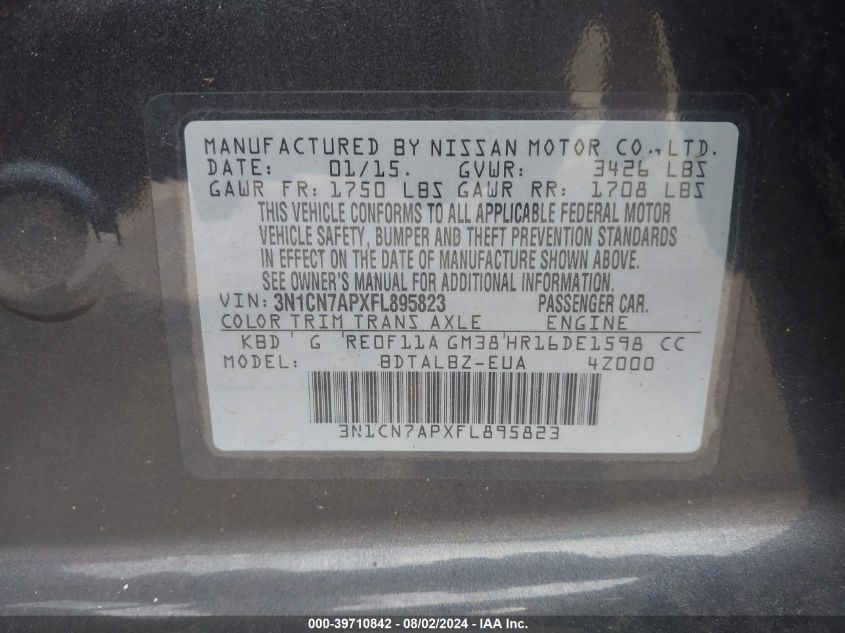 MANUFACTURED BY NISSAN MOTOR CO., LTD.
DATE: 01/15. GVWR: 3426 LBS
GAWR FR: 1750 LBS GAWR RR: 1708 LBS
THIS VEHICLE CONFORMS TO ALL APPLICABLE FEDERAL MOTOR
VEHICLE SAFETY, BUMPER AND THEFT PREVENTION STANDARDS
IN EFFECT ON THE DATE OF MANUFACTURE SHOWN ABOVE.
SEE OWNER'S MANUAL FOR ADDITIONAL INFORMATION.
VIN: 3N1CN7APXFL895823 PASSENGER CAR.
COLOR TRIM TRANS AXLE ENGINE
KBD G RE0F11A GM38 HR16DE1598 CC
MODEL: BDTALBZ-EUA 4Z000
3N1CN7APXFL895823
000-39710842 - 08/02/2024 - IAA Inc.